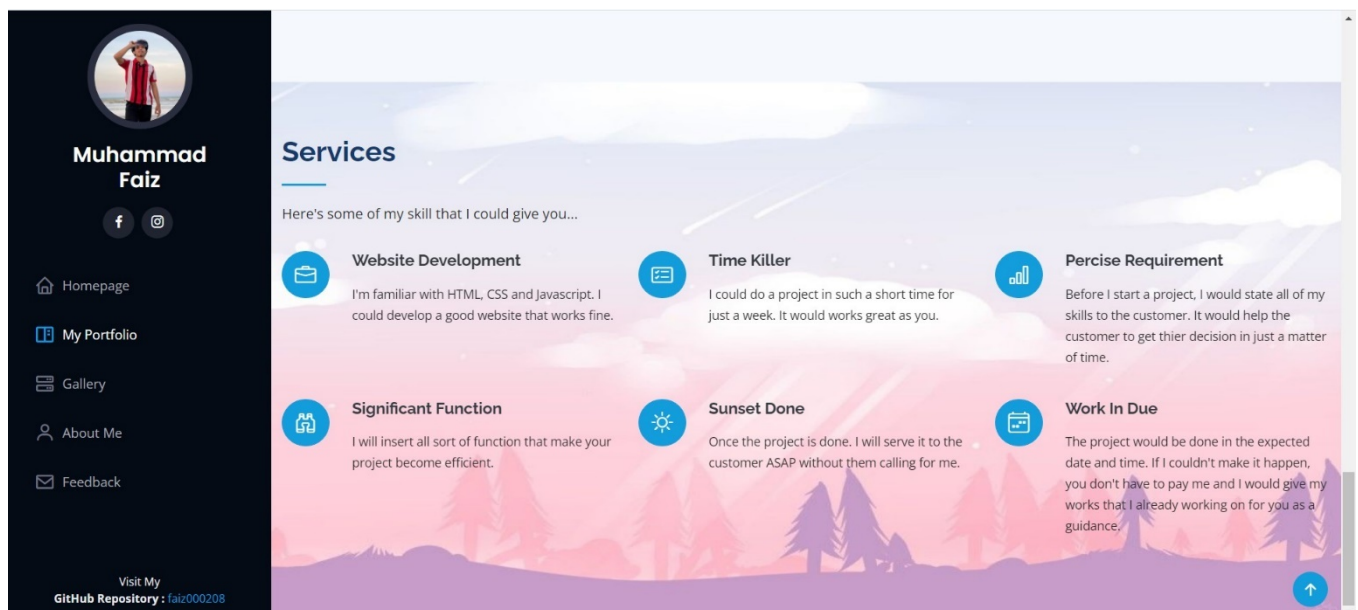 Muhammad
Faiz
Homepage
My Portfolio
Gallery
About Me
Feedback
Visit My
GitHub Repository : faiz000208
Services
Here's some of my skill that I could give you...
Website Development
I'm familiar with HTML, CSS and Javascript. I
could develop a good website that works fine.
Time Killer
I could do a project in such a short time for
just a week. It would works great as you.
Percise Requirement
Before I start a project, I would state all of my
skills to the customer. It would help the
customer to get thier decision in just a matter
of time.
Significant Function
I will insert all sort of function that make your
project become efficient.
Sunset Done
Once the project is done. I will serve it to the
customer ASAP without them calling for me.
Work In Due
The project would be done in the expected
date and time. If I couldn't make it happen,
you don't have to pay me and I would give my
works that I already working on for you as a
guidance.